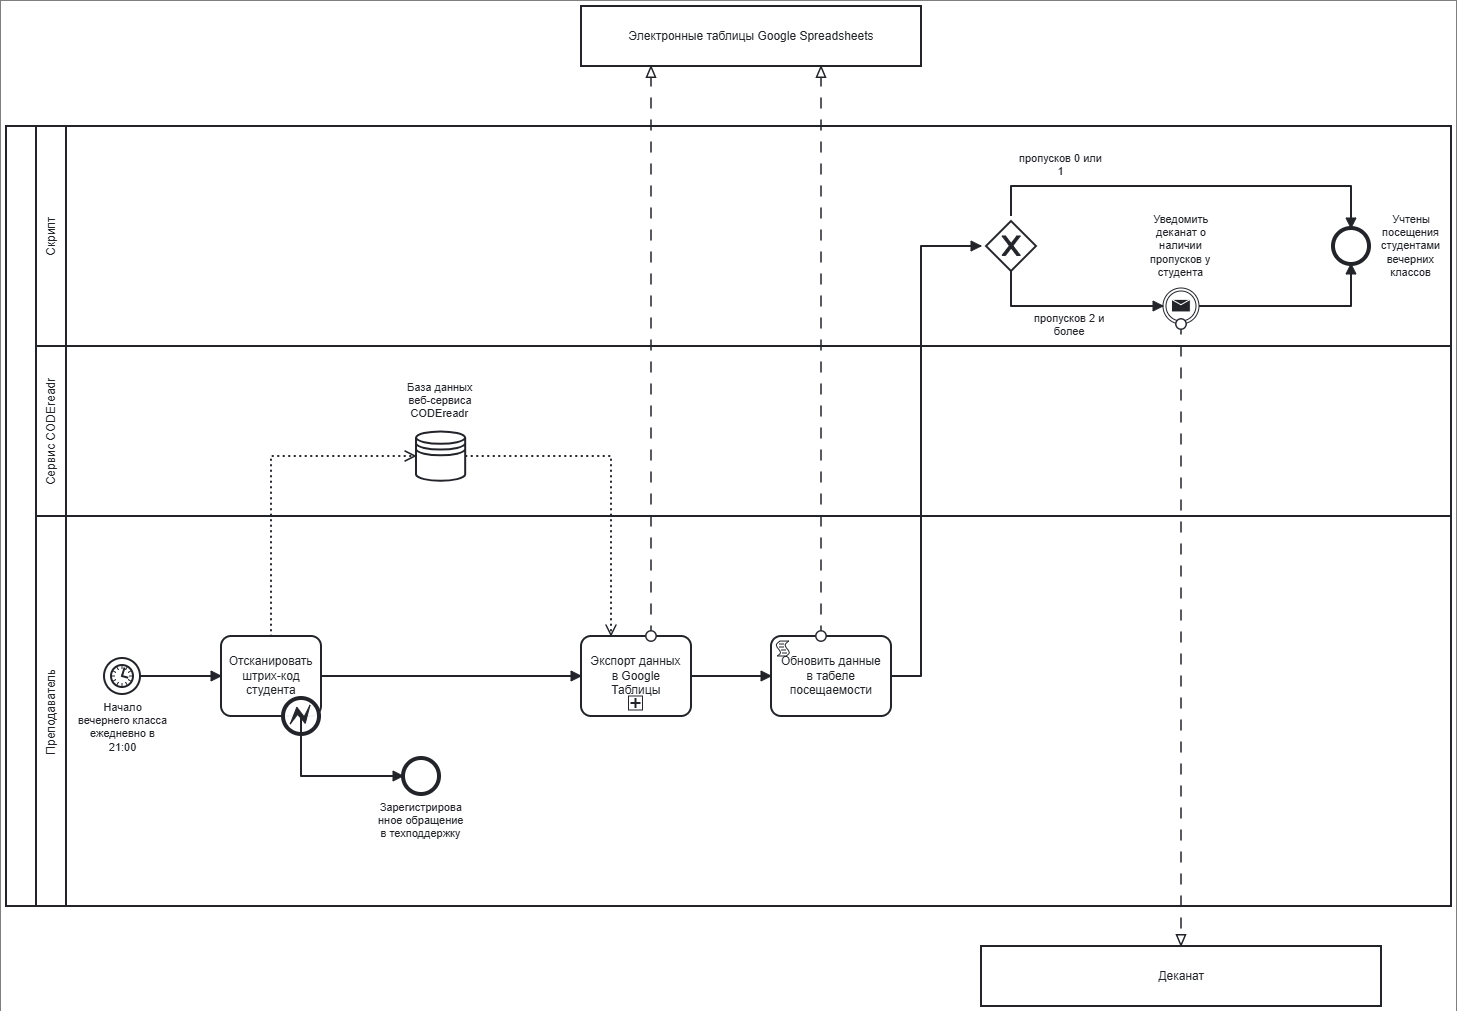 Электронные таблицы Google Spreadsheets
Скрипт
пропусков 0 или
1
Уведомить
деканат о
наличии
пропусков у
студента
Учтены
посещения
студентами
вечерних
классов
пропусков 2 и
более
Сервис CODEreadr
База данных
веб-сервиса
CODEreadr
Преподаватель
Начало
вечернего класса
ежедневно в
21:00
Отсканировать
штрих-код
студента
Экспорт данных
в Google
Таблицы
Обновить данные
в табеле
посещаемости
Зарегистрирова
нное обращение
в техподдержку
Деканат